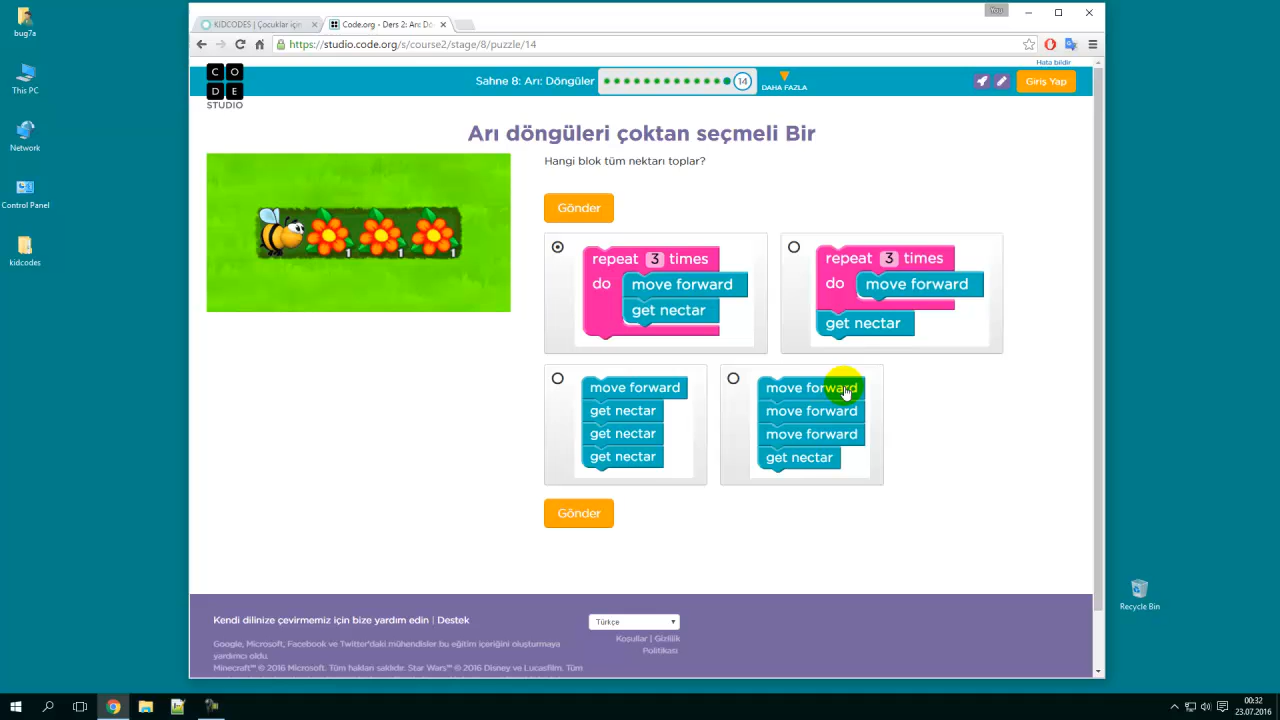 bug7a
This PC
Network
Control Panel
kidcodes
Recycle Bin
You
KIDCODES | Çocuklar için
Code.org - Ders 2: Arı: Dö
https://studio.code.org/s/course2/stage/8/puzzle/14
Hata bildir
C O
D E
STUDIO
Sahne 8: Arı: Döngüler
14
DAHA FAZLA
Giriş Yap
Arı döngüleri çoktan seçmeli Bir
Hangi blok tüm nektarı toplar?
Gönder
1 1 1
repeat 3 times
do move forward
get nectar
repeat 3 times
do move forward
get nectar
move forward
get nectar
get nectar
get nectar
move forward
move forward
move forward
get nectar
Gönder
Kendi dilinize çevirmemiz için bize yardım edin | Destek
Türkçe
Google, Microsoft, Facebook ve Twitter'daki mühendisler bu eğitim içeriğini oluşturmaya
yardımcı oldu.
Minecraft™ © 2016 Microsoft. Tüm hakları saklıdır. Star Wars™ © 2016 Disney ve Lucasfilm. Tüm
Koşullar | Gizlilik
Politikası
00:32
23.07.2016